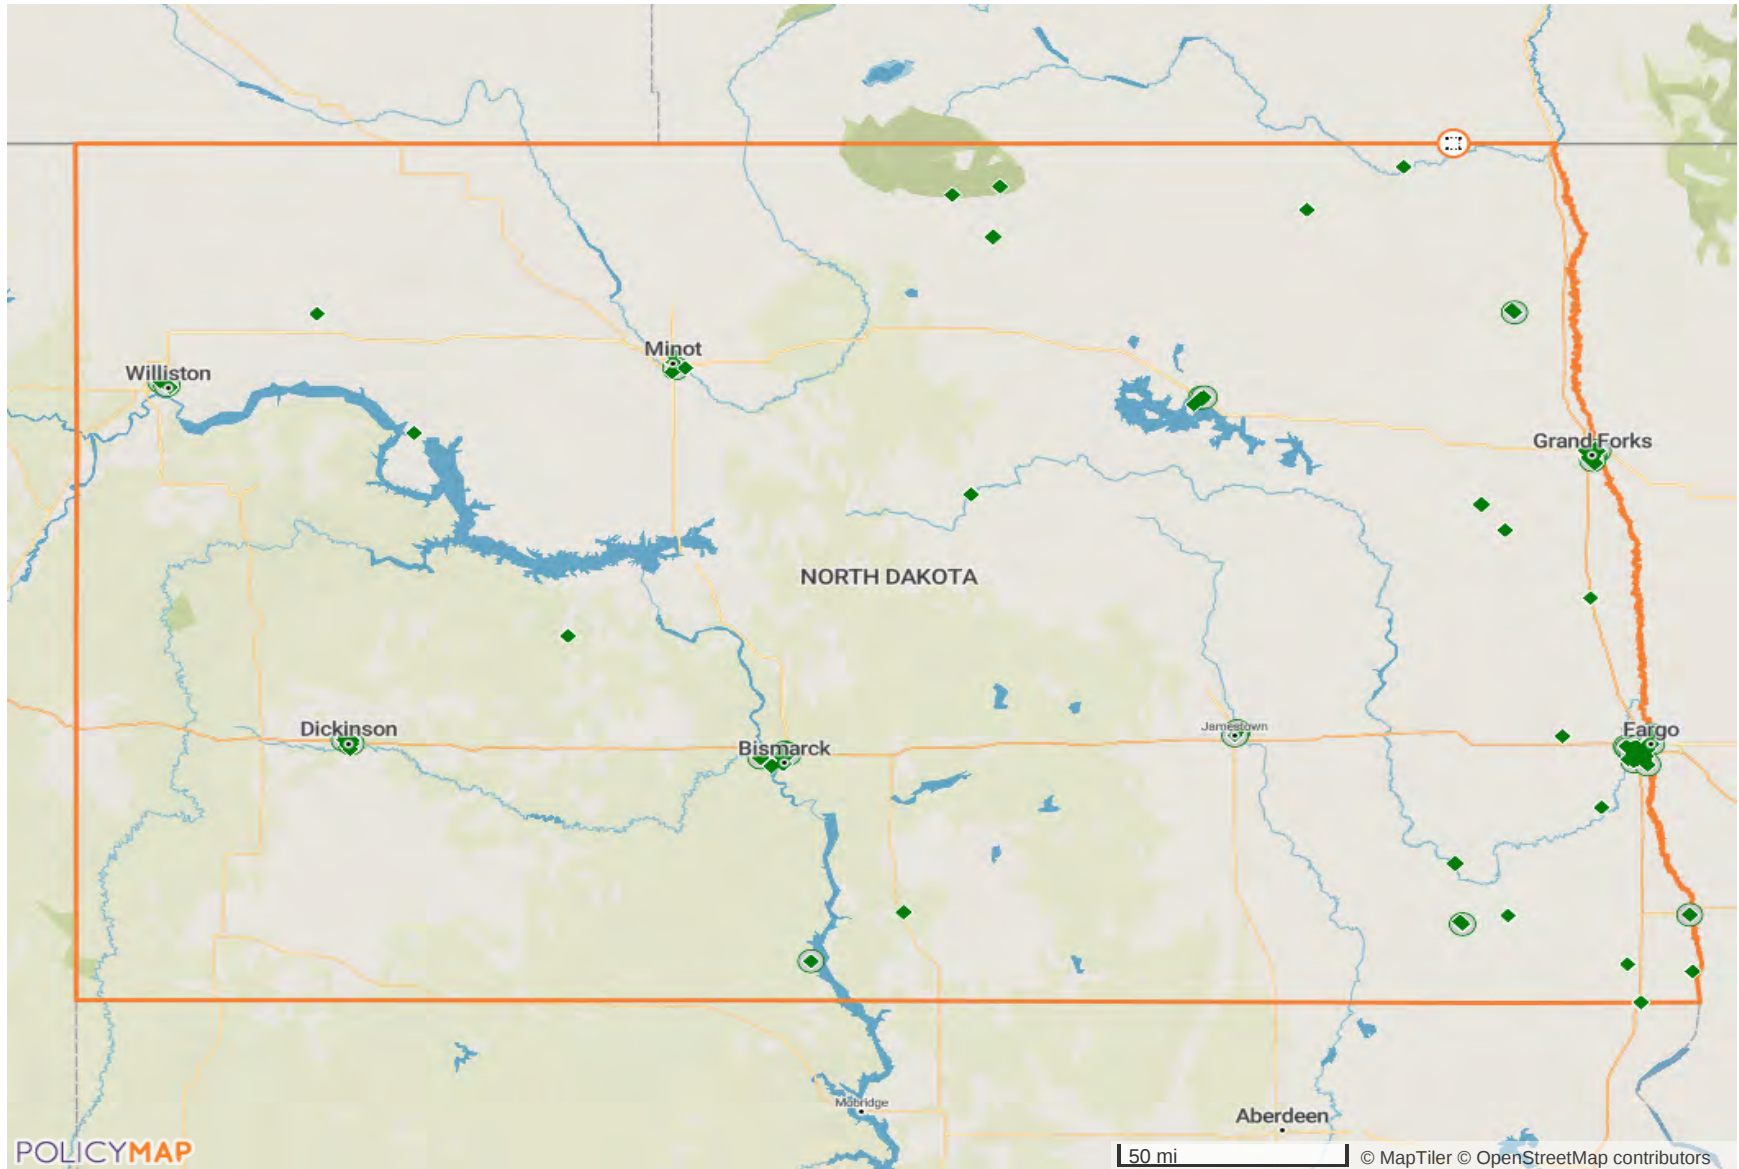 Minot
Williston
Grand Forks
NORTH DAKOTA
Dickinson
Bismarck
Jamestown
Fargo
Mobridge
Aberdeen
POLICYMAP
50 mi
© MapTiler © OpenStreetMap contributors